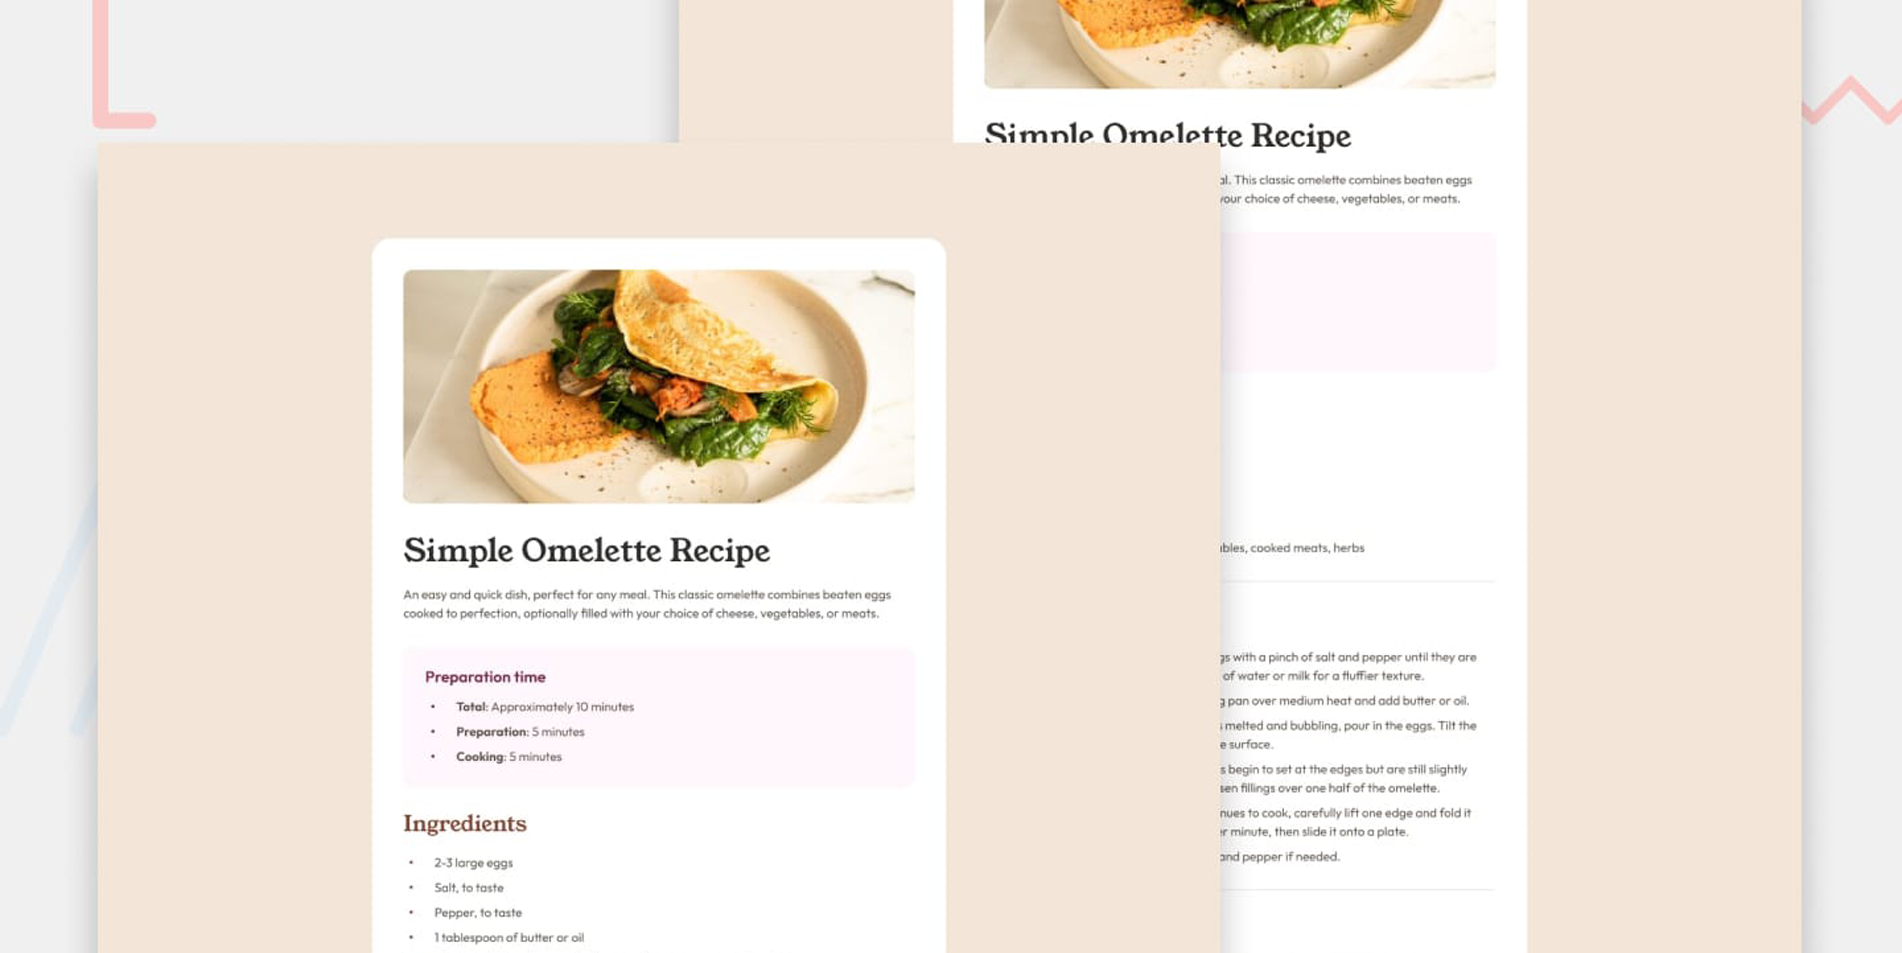 Simple Omelette Recipe
An easy and quick dish, perfect for any meal. This classic omelette combines beaten eggs
cooked to perfection, optionally filled with your choice of cheese, vegetables, or meats.
Preparation time
• Total: Approximately 10 minutes
• Preparation: 5 minutes
• Cooking: 5 minutes
Ingredients
• 2-3 large eggs
• Salt, to taste
• Pepper, to taste
• 1 tablespoon of butter or oil
Simple Omelette Recipe
This classic omelette combines beaten eggs
your choice of cheese, vegetables, or meats.
cooked meats, herbs
with a pinch of salt and pepper until they are
of water or milk for a fluffier texture.
pan over medium heat and add butter or oil.
melted and bubbling, pour in the eggs. Tilt the
surface.
begin to set at the edges but are still slightly
fillings over one half of the omelette.
to cook, carefully lift one edge and fold it
minute, then slide it onto a plate.
and pepper if needed.